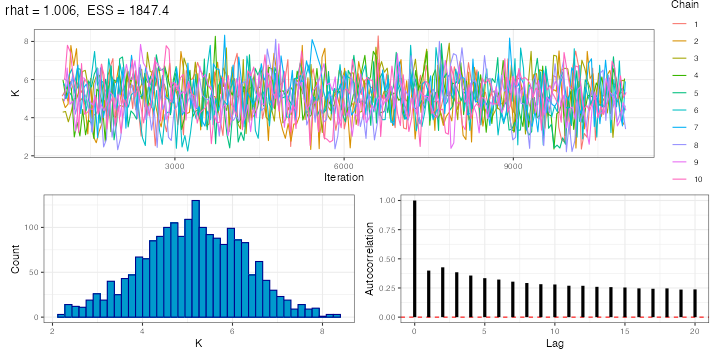 rhat = 1.006,  ESS = 1847.4
Chain
1
2
3
4
5
6
7
8
9
10
8
6
4
2
K
3000 6000 9000
Iteration
100
50
0
Count
2 4 6 8
K
1.00
0.75
0.50
0.25
0.00
Autocorrelation
0 5 10 15 20
Lag